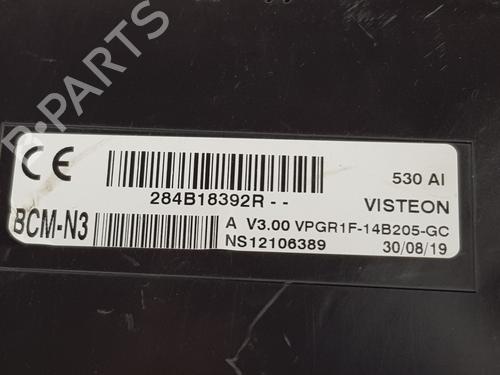 B-PARTS
CE
530 AI
284B18392R - -
VISTEON
BCM-N3
A V3.00 VPGR1F-14B205-GC
NS12106389
30/08/19